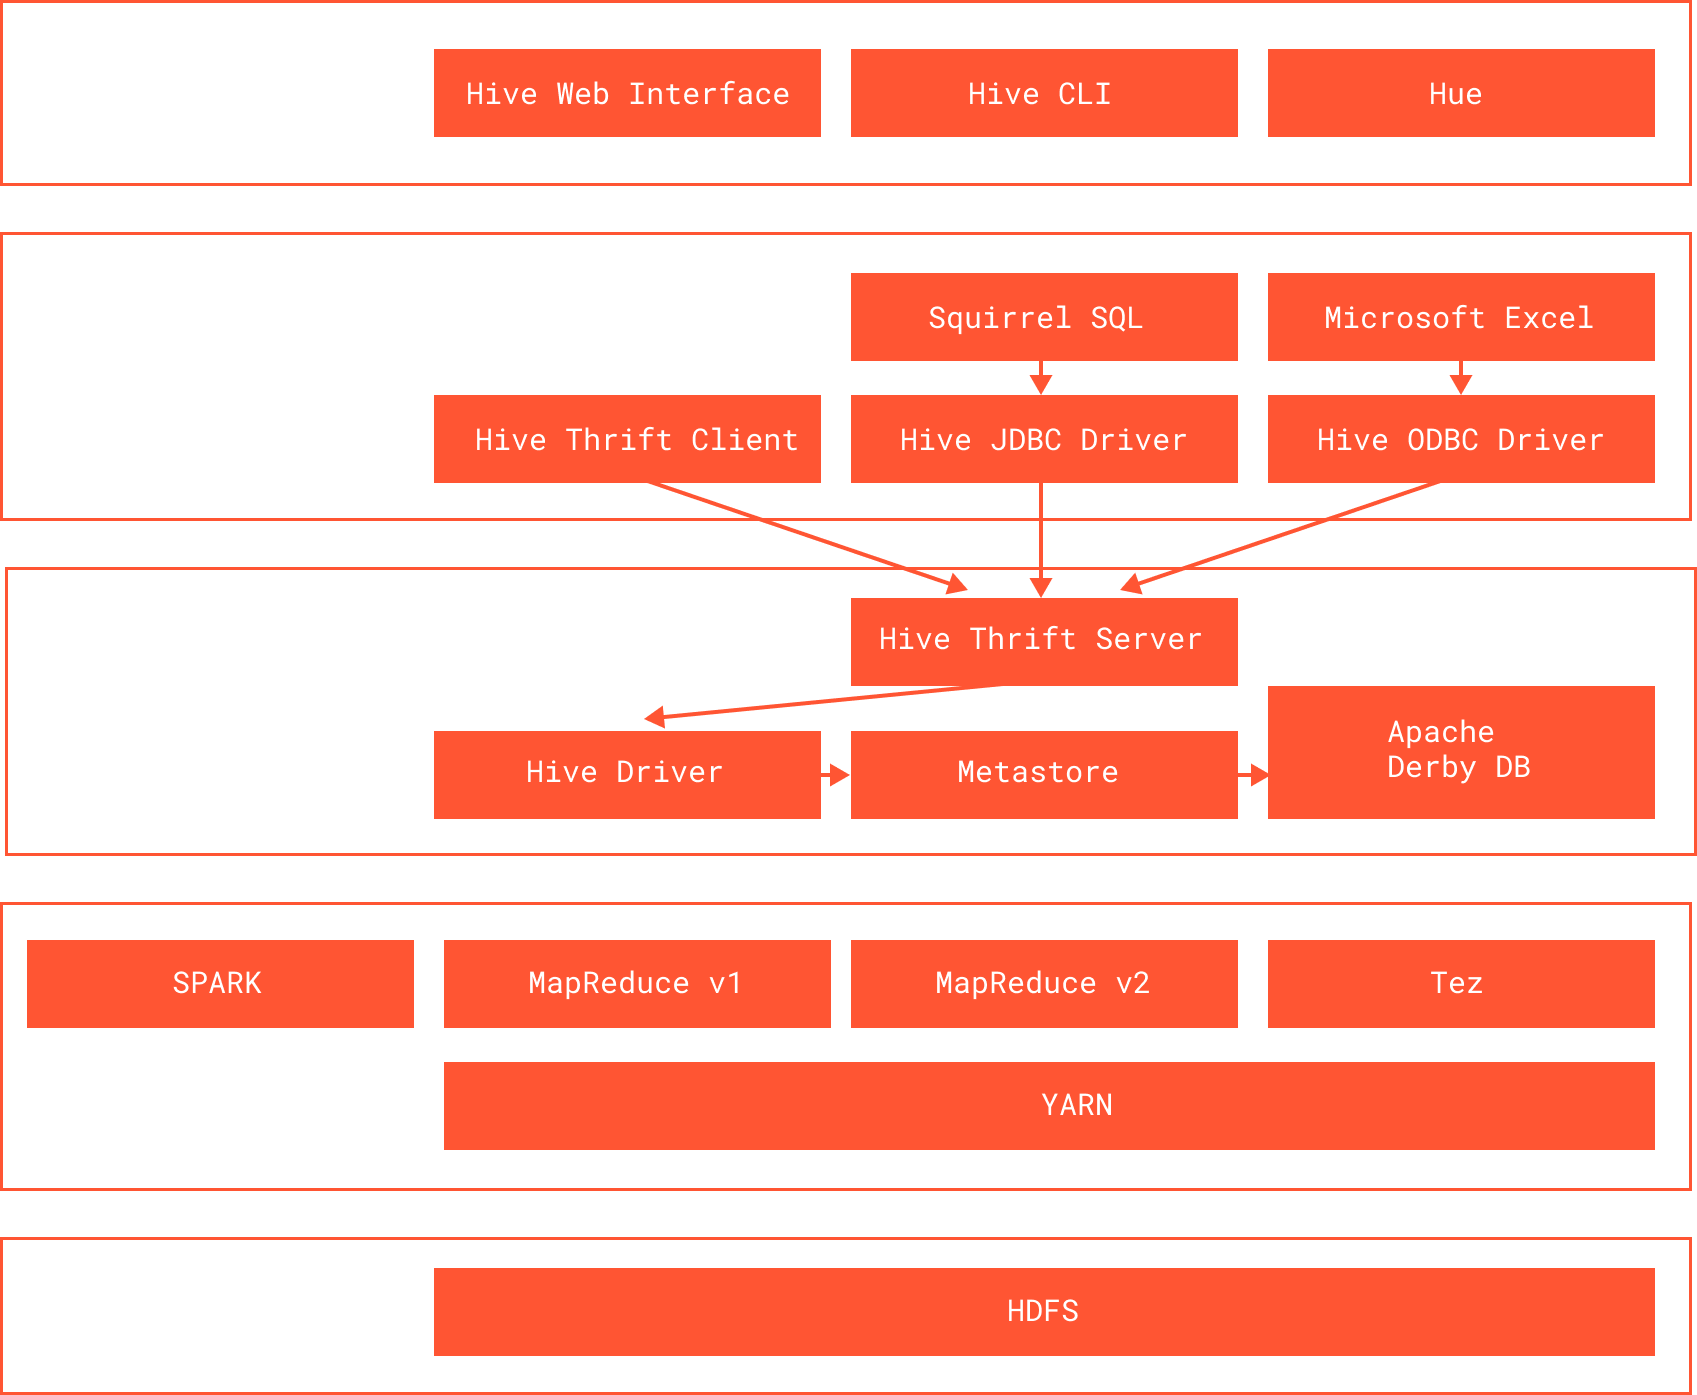 Hive Web Interface
Hive CLI
Hue
Squirrel SQL
Microsoft Excel
Hive Thrift Client
Hive JDBC Driver
Hive ODBC Driver
Hive Thrift Server
Hive Driver
Metastore
Apache
Derby DB
SPARK
MapReduce v1
MapReduce v2
Tez
YARN
HDFS